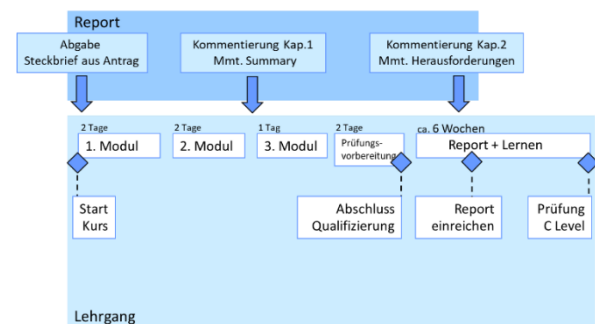 Report
Abgabe
Steckbrief aus Antrag
Kommentierung Kap.1
Mmt. Summary
Kommentierung Kap.2
Mmt. Herausforderungen
2 Tage
1. Modul
2 Tage
2. Modul
1 Tag
3. Modul
2 Tage
Prüfungs-
vorbereitung
ca. 6 Wochen
Report + Lernen
Start
Kurs
Abschluss
Qualifizierung
Report
einreichen
Prüfung
C Level
Lehrgang